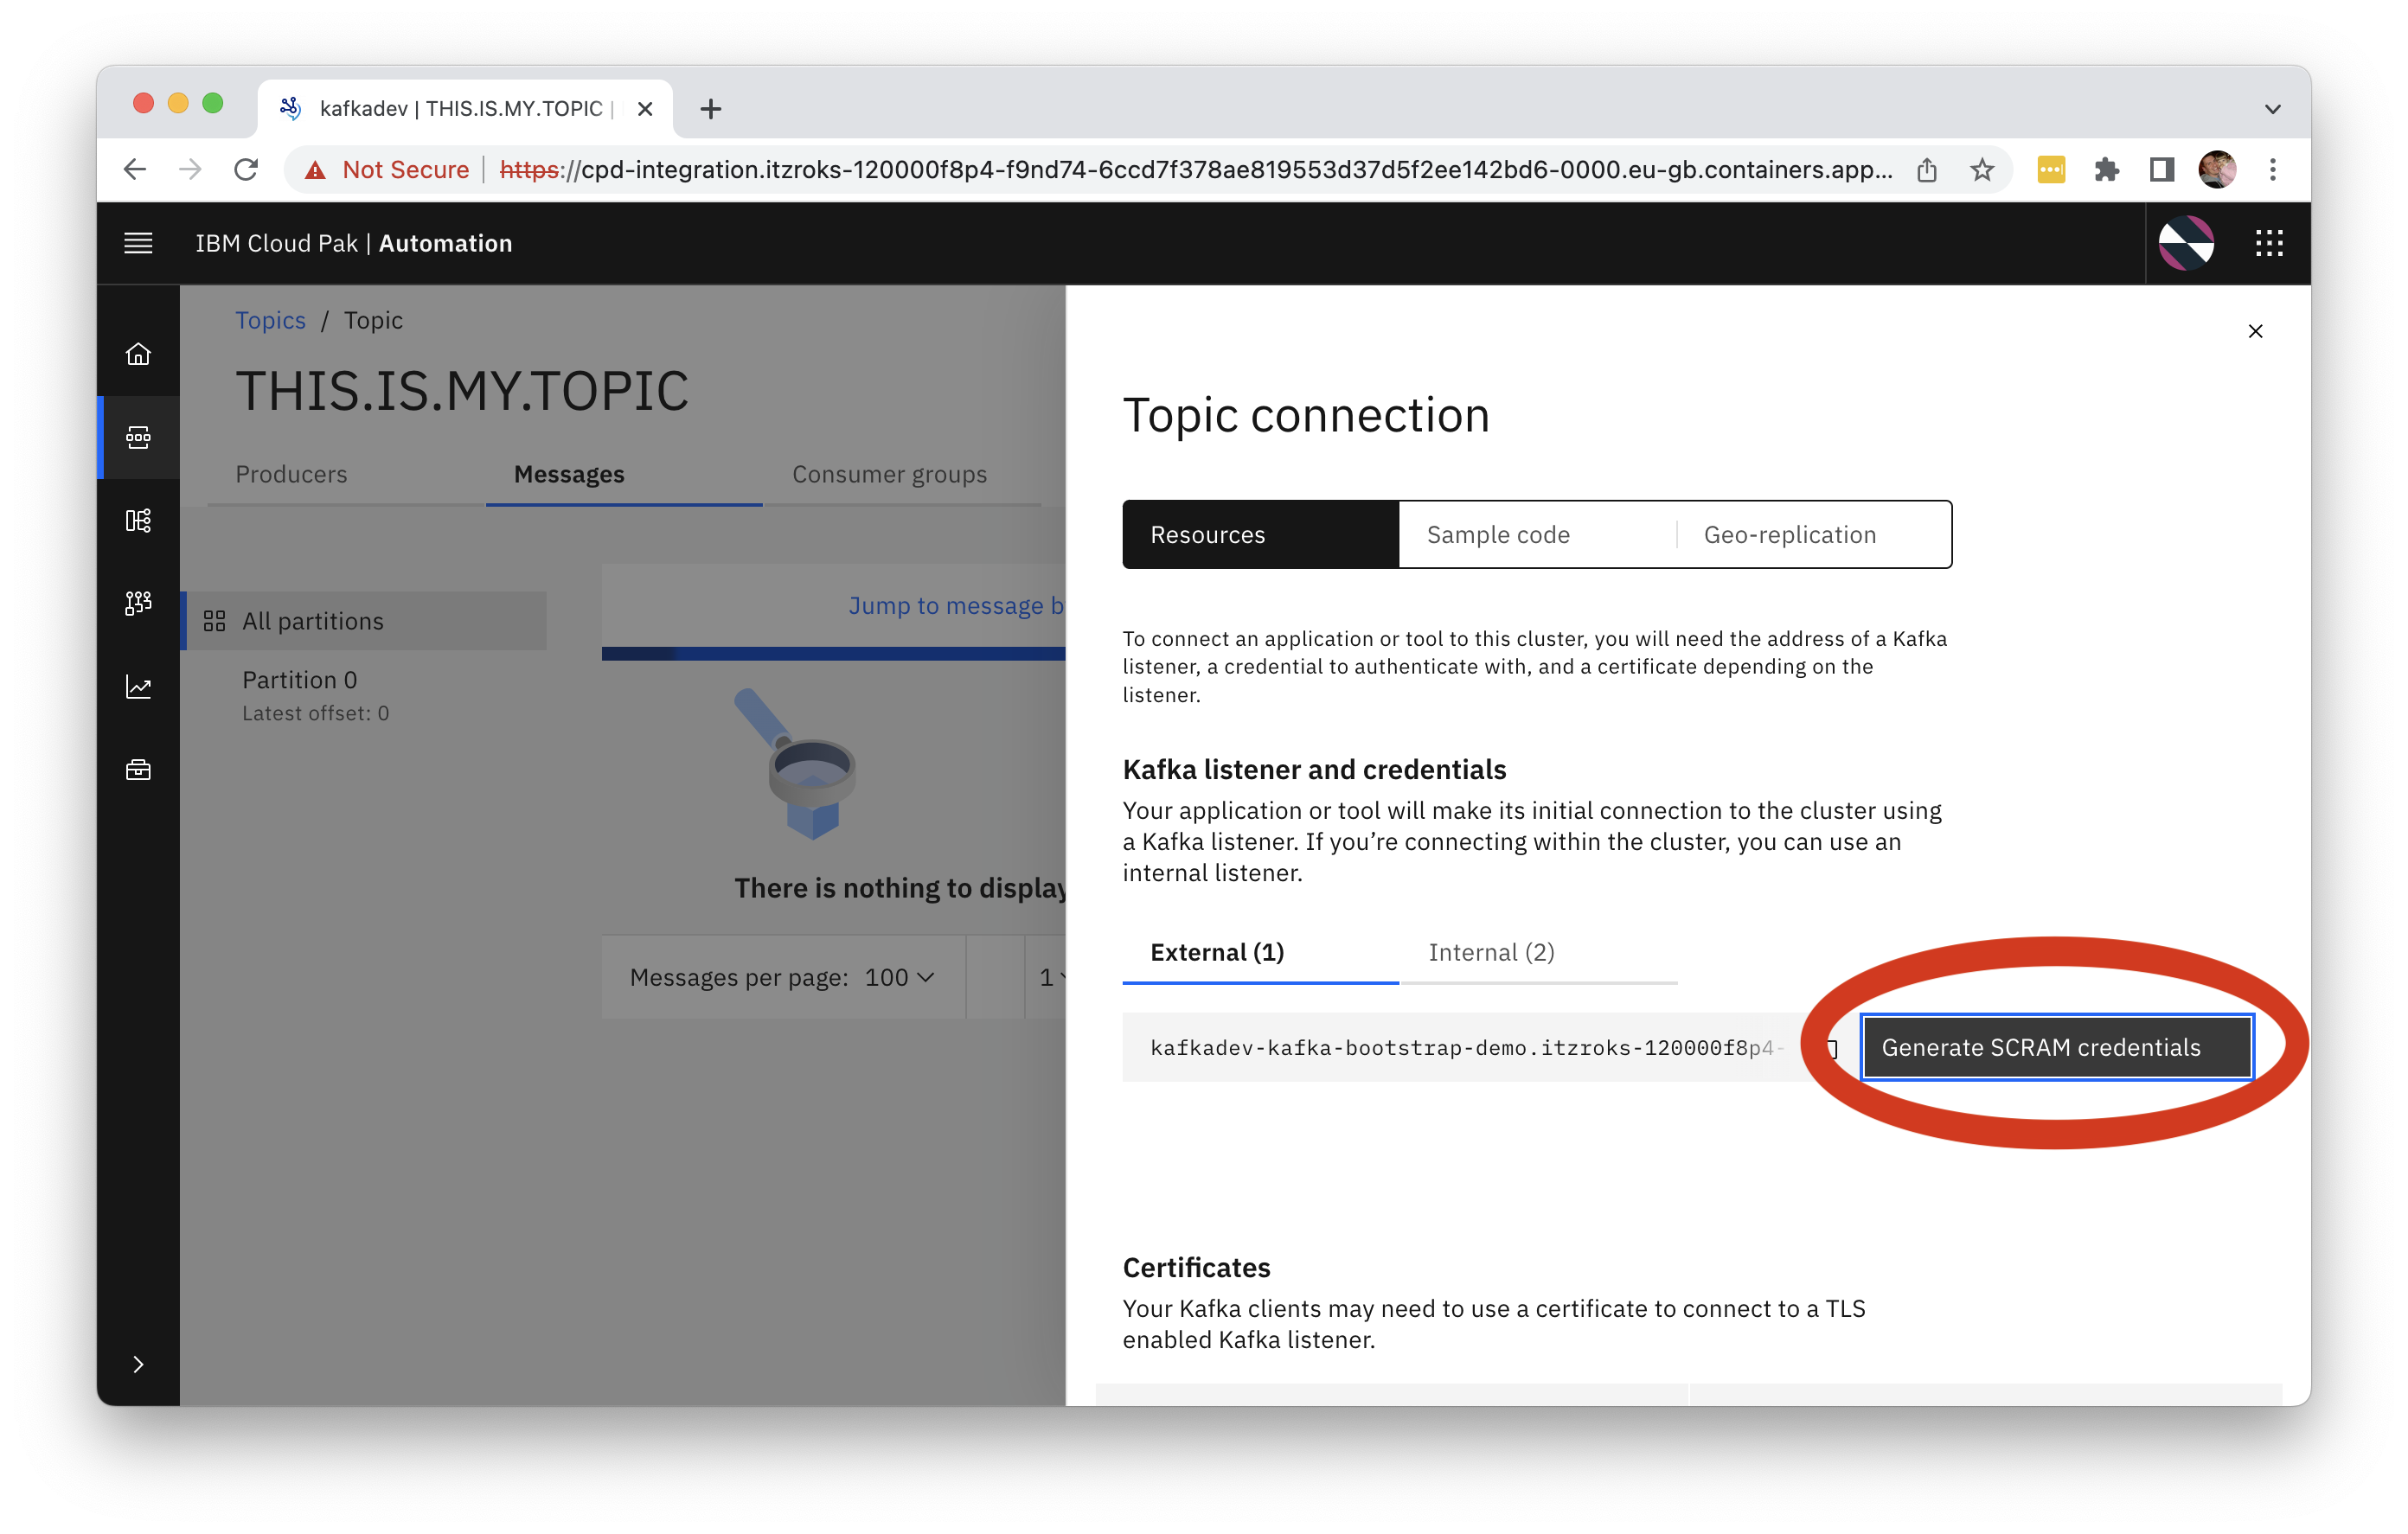 kafkadev | THIS.IS.MY.TOPIC |
Not Secure | https://cpd-integration.itzroks-120000f8p4-f9nd74-6ccd7f378ae819553d37d5f2ee142bd6-0000.eu-gb.containers.app...
IBM Cloud Pak | Automation
Topics / Topic
THIS.IS.MY.TOPIC
Producers
Messages
Consumer groups
All partitions
Partition 0
Latest offset: 0
Jump to message b
There is nothing to display
Messages per page: 100
1
Topic connection
Resources
Sample code
Geo-replication
To connect an application or tool to this cluster, you will need the address of a Kafka
listener, a credential to authenticate with, and a certificate depending on the
listener.
Kafka listener and credentials
Your application or tool will make its initial connection to the cluster using
a Kafka listener. If you’re connecting within the cluster, you can use an
internal listener.
External (1)
Internal (2)
kafkadev-kafka-bootstrap-demo.itzroks-120000f8p4-
Generate SCRAM credentials
Certificates
Your Kafka clients may need to use a certificate to connect to a TLS
enabled Kafka listener.